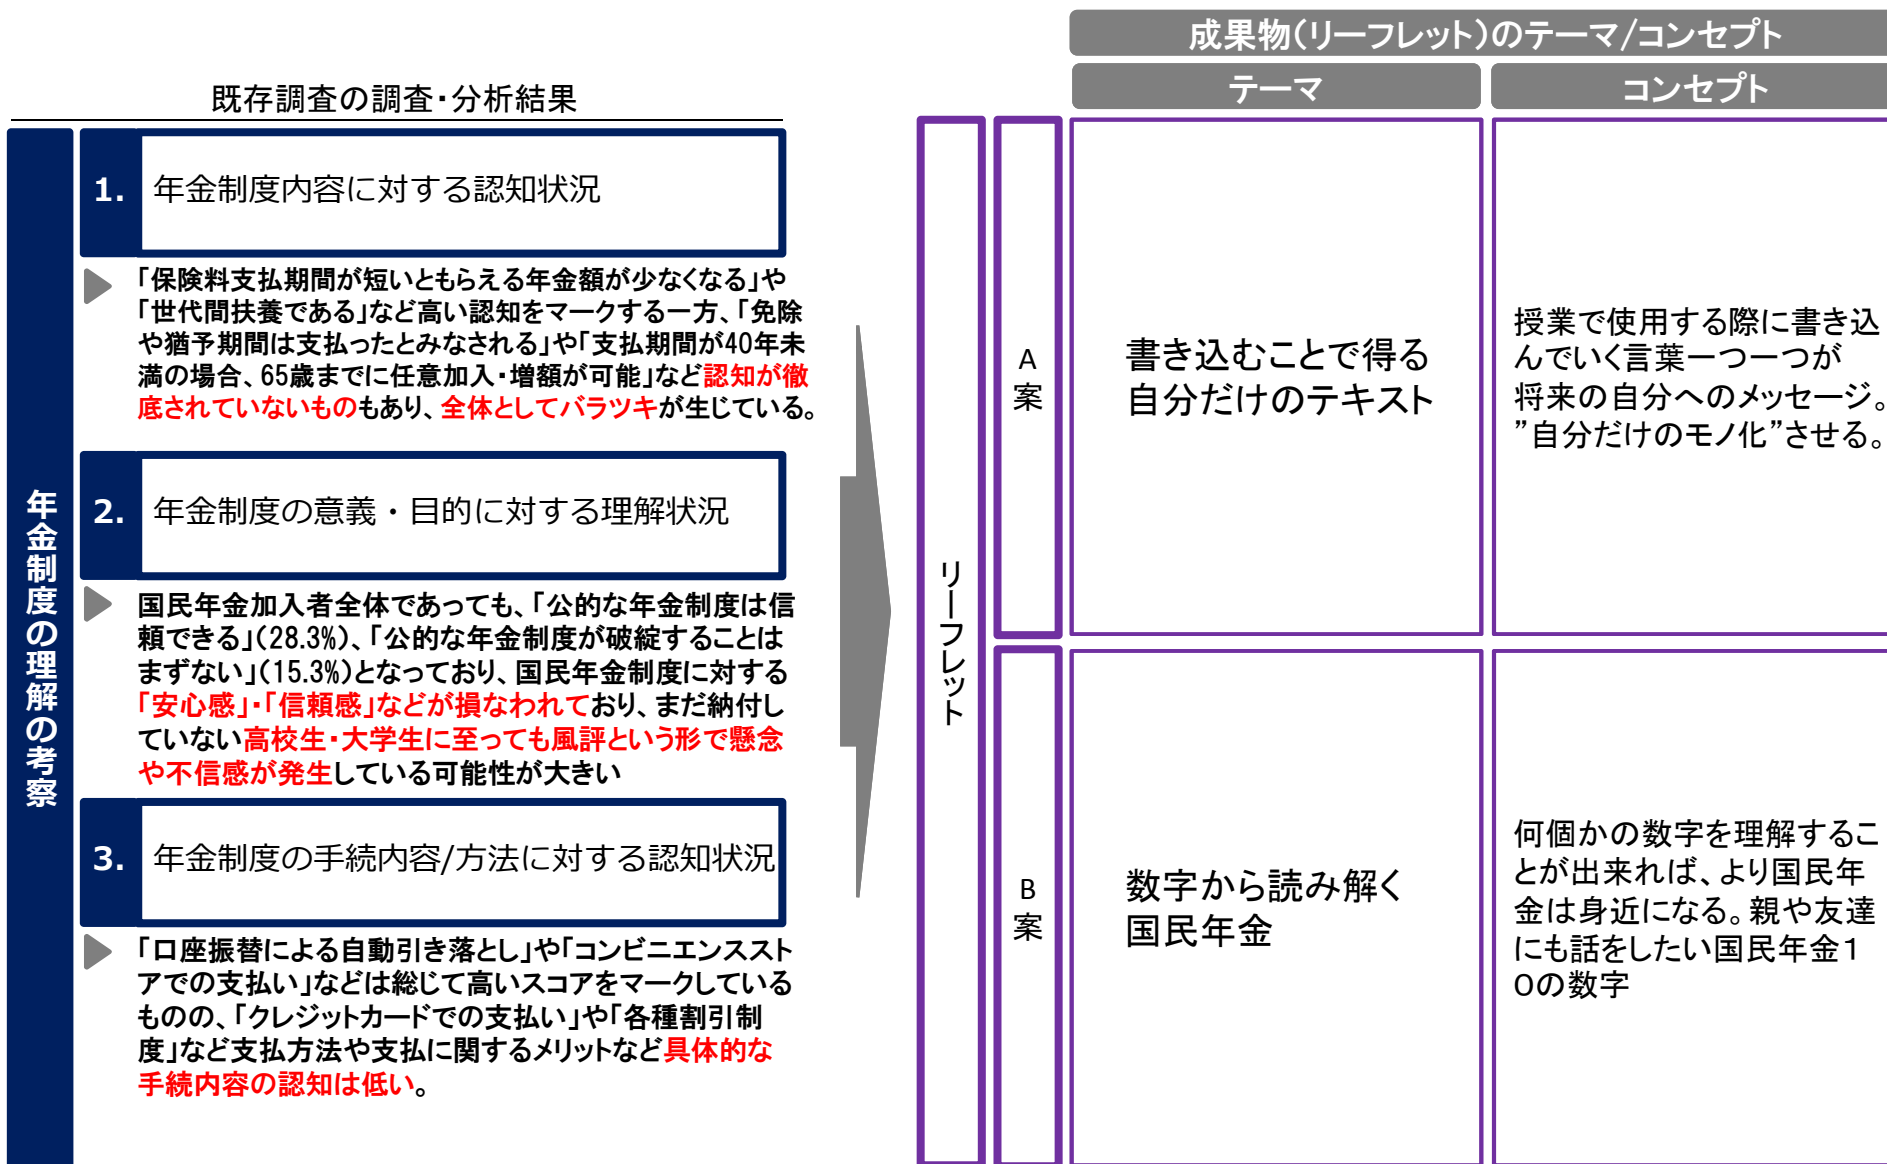 既存調査の調査・分析結果
年金制度の理解の考察
1.
年金制度内容に対する認知状況
「保険料支払期間が短いともらえる年金額が少なくなる」や
「世代間扶養である」など高い認知をマークする一方、「免除
や猶予期間は支払ったとみなされる」や「支払期間が40年未
満の場合、65歳までに任意加入・増額が可能」など認知が徹
底されていないものもあり、全体としてバラツキが生じている。
2.
年金制度の意義・目的に対する理解状況
国民年金加入者全体であっても、「公的な年金制度は信
頼できる」(28.3%)、「公的な年金制度が破綻することは
まずない」(15.3%)となっており、国民年金制度に対する
「安心感」・「信頼感」などが損なわれており、まだ納付し
ていない高校生・大学生に至っても風評という形で懸念
や不信感が発生している可能性が大きい
3.
年金制度の手続内容/方法に対する認知状況
「口座振替による自動引き落とし」や「コンビニエンススト
アでの支払い」などは総じて高いスコアをマークしている
ものの、「クレジットカードでの支払い」や「各種割引制
度」など支払方法や支払に関するメリットなど具体的な
手続内容の認知は低い。
成果物(リーフレット)のテーマ/コンセプト
テーマ
コンセプト
リーフレット
A
案
書き込むことで得る
自分だけのテキスト
授業で使用する際に書き込
んでいく言葉一つ一つが
将来の自分へのメッセージ。
”自分だけのモノ化”させる。
B
案
数字から読み解く
国民年金
何個かの数字を理解するこ
とが出来れば、より国民年
金は身近になる。親や友達
にも話をしたい国民年金1
0の数字